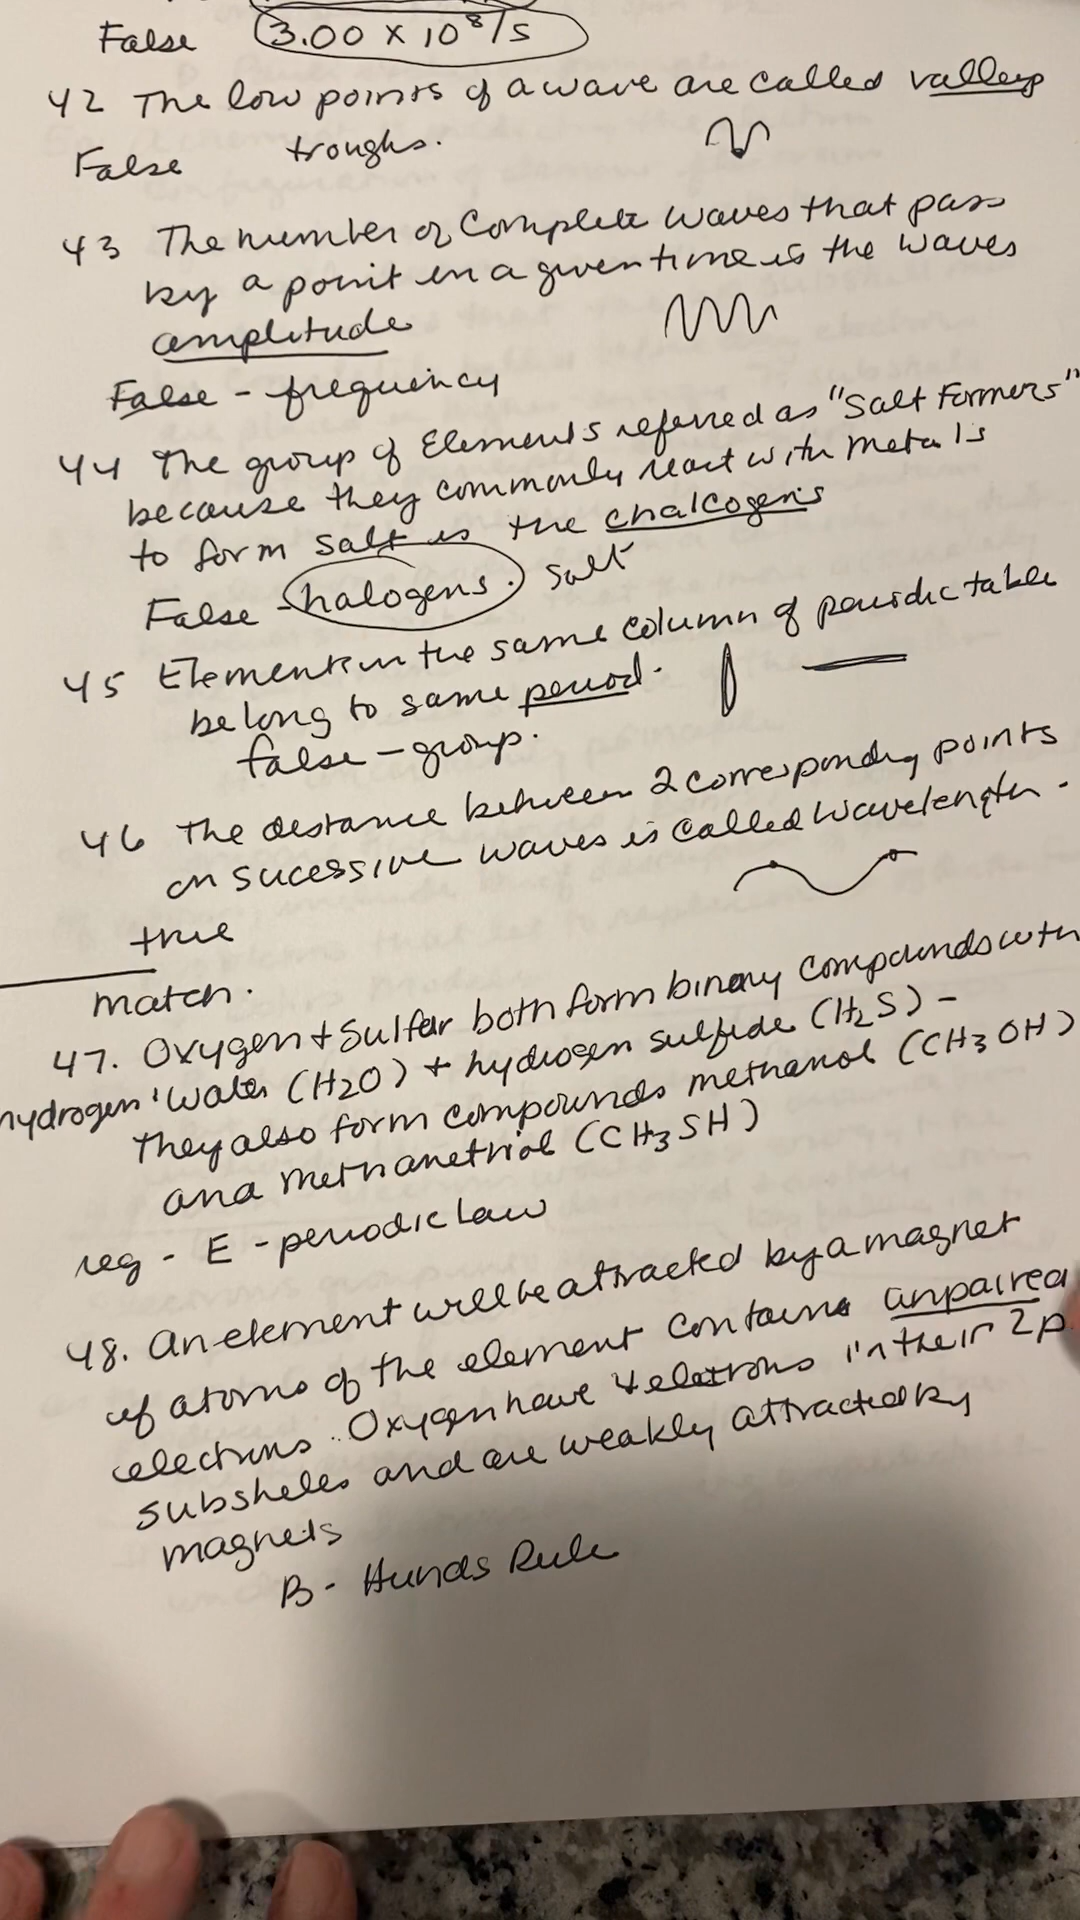 False 3.00 x 10⁸/s
42 The low points of a wave are called valleys
False troughs.
43 The number of Complete waves that pass
by a point in a given time is the waves
amplitude
False - frequency
44 The group of Elements referred as "Salt Formers"
because they commonly react with metals
to form salt is the chalcogens
False - halogens. salt
45 Elements in the same column of periodic table
belong to same period.
false - group.
46 The distance between 2 corresponding points
on sucessive waves is called wavelength.
true
match.
47. Oxygen + Sulfur both form binary compounds with
hydrogen water (H2O) + hydrogen sulfide (H2S) -
They also form compounds methanol (CH3OH)
and methanethiol (CH3SH)
reg - E - periodic Law
48. An element will be attracted by a magnet
if atoms of the element contains unpaired
electrons. Oxygen have 4 eletrons in their 2p
subshells and are weakly attracted by
magnets
B - Hunds Rule